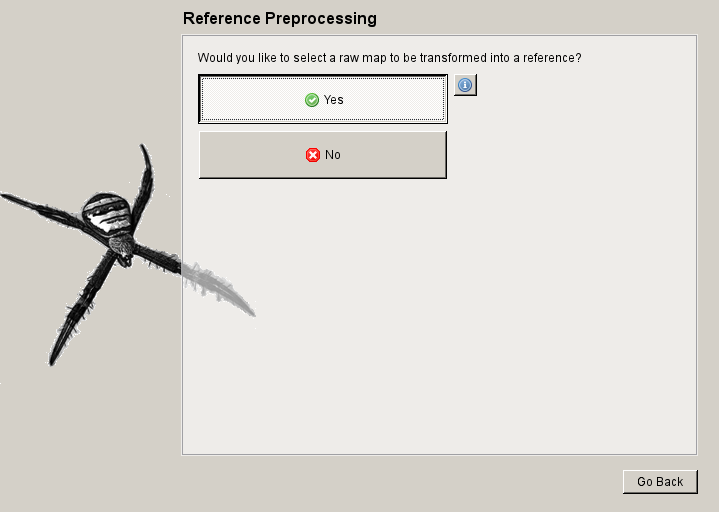 Reference Preprocessing
Would you like to select a raw map to be transformed into a reference?
Yes
No
Go Back